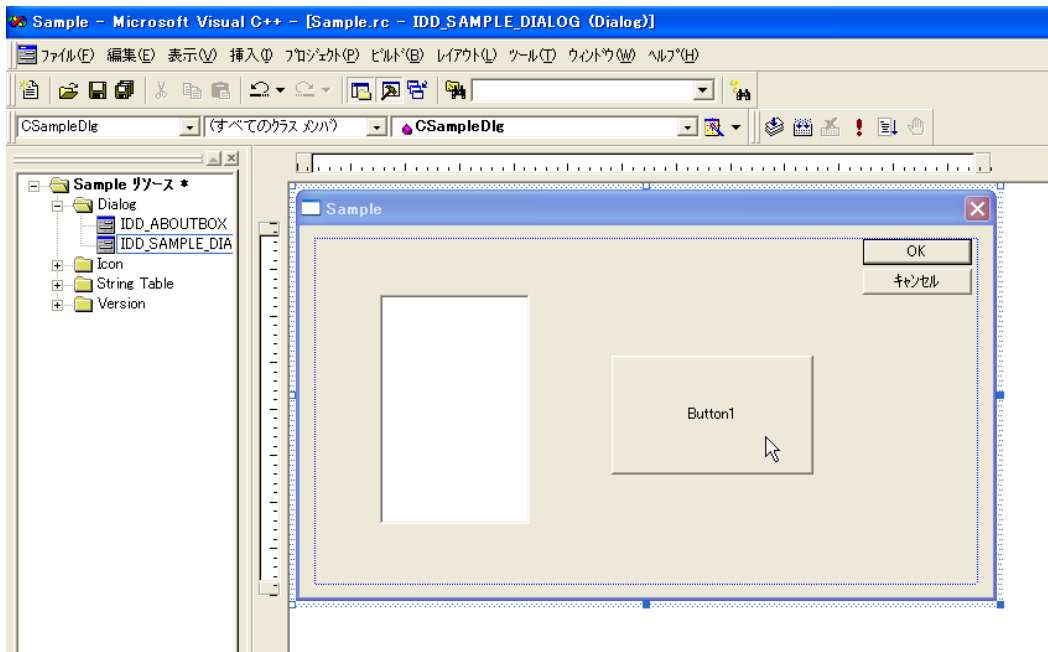 Sample - Microsoft Visual C++ - [Sample.rc - IDD_SAMPLE_DIALOG (Dialog)]
ファイル(F) 編集(E) 表示(V) 挿入(I) プロジェクト(P) ビルド(B) レイアウト(L) ツール(T) ウィンドウ(W) ヘルプ(H)
CSampleDlg (すべてのクラス メンバ) CSampleDlg
Sample リソース *
Dialog
IDD_ABOUTBOX
IDD_SAMPLE_DIA
Icon
String Table
Version
Sample
OK
キャンセル
Button1